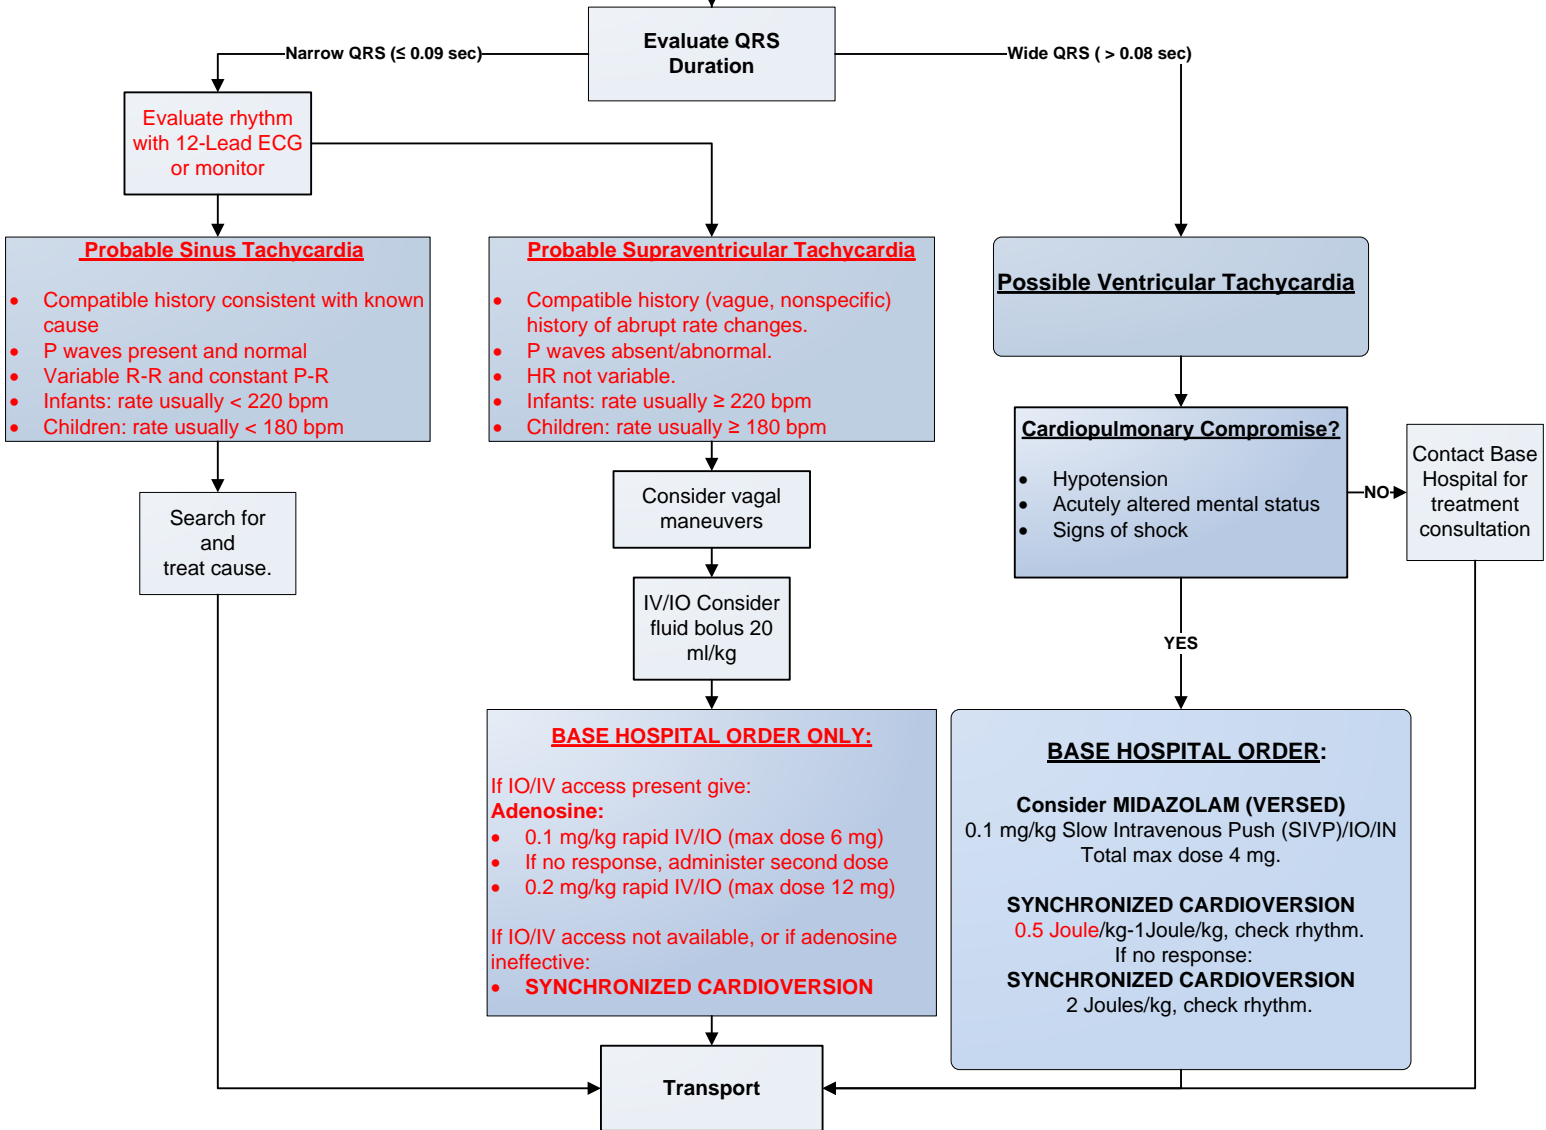 Evaluate QRS
Duration
Narrow QRS (≤ 0.09 sec)
Wide QRS ( > 0.08 sec)
Evaluate rhythm
with 12-Lead ECG
or monitor
Probable Sinus Tachycardia
• Compatible history consistent with known
cause
• P waves present and normal
• Variable R-R and constant P-R
• Infants: rate usually < 220 bpm
• Children: rate usually < 180 bpm
Search for
and
treat cause.
Probable Supraventricular Tachycardia
• Compatible history (vague, nonspecific)
history of abrupt rate changes.
• P waves absent/abnormal.
• HR not variable.
• Infants: rate usually ≥ 220 bpm
• Children: rate usually ≥ 180 bpm
Consider vagal
maneuvers
IV/IO Consider
fluid bolus 20
ml/kg
BASE HOSPITAL ORDER ONLY:
If IO/IV access present give:
Adenosine:
• 0.1 mg/kg rapid IV/IO (max dose 6 mg)
• If no response, administer second dose
• 0.2 mg/kg rapid IV/IO (max dose 12 mg)
If IO/IV access not available, or if adenosine
ineffective:
• SYNCHRONIZED CARDIOVERSION
Possible Ventricular Tachycardia
Cardiopulmonary Compromise?
• Hypotension
• Acutely altered mental status
• Signs of shock
NO
Contact Base
Hospital for
treatment
consultation
YES
BASE HOSPITAL ORDER:
Consider MIDAZOLAM (VERSED)
0.1 mg/kg Slow Intravenous Push (SIVP)/IO/IN
Total max dose 4 mg.
SYNCHRONIZED CARDIOVERSION
0.5 Joule/kg-1Joule/kg, check rhythm.
If no response:
SYNCHRONIZED CARDIOVERSION
2 Joules/kg, check rhythm.
Transport